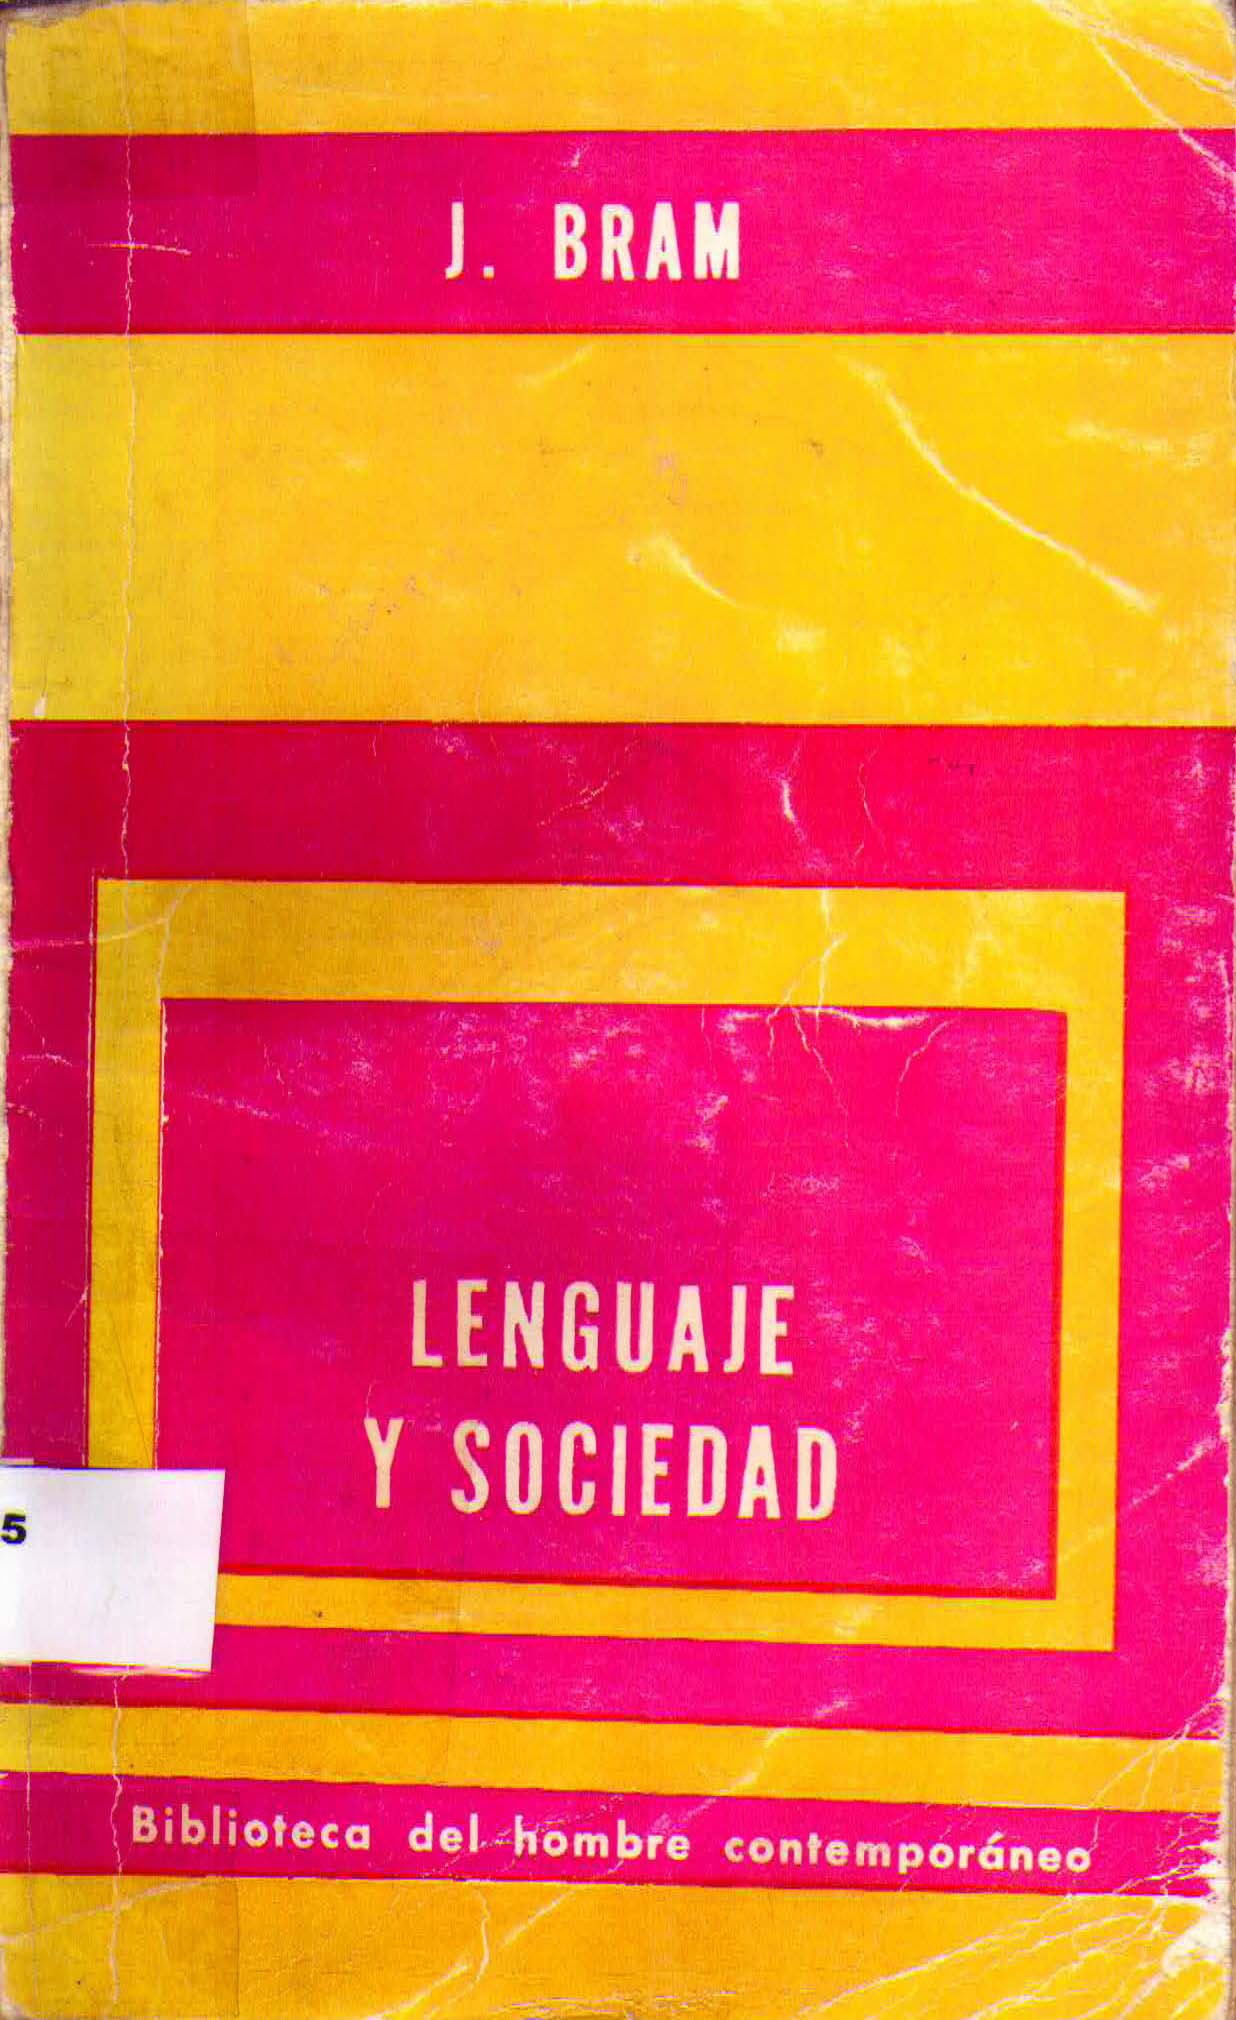 J. BRAM
LENGUAJE
Y SOCIEDAD
5
Biblioteca del hombre contemporáneo